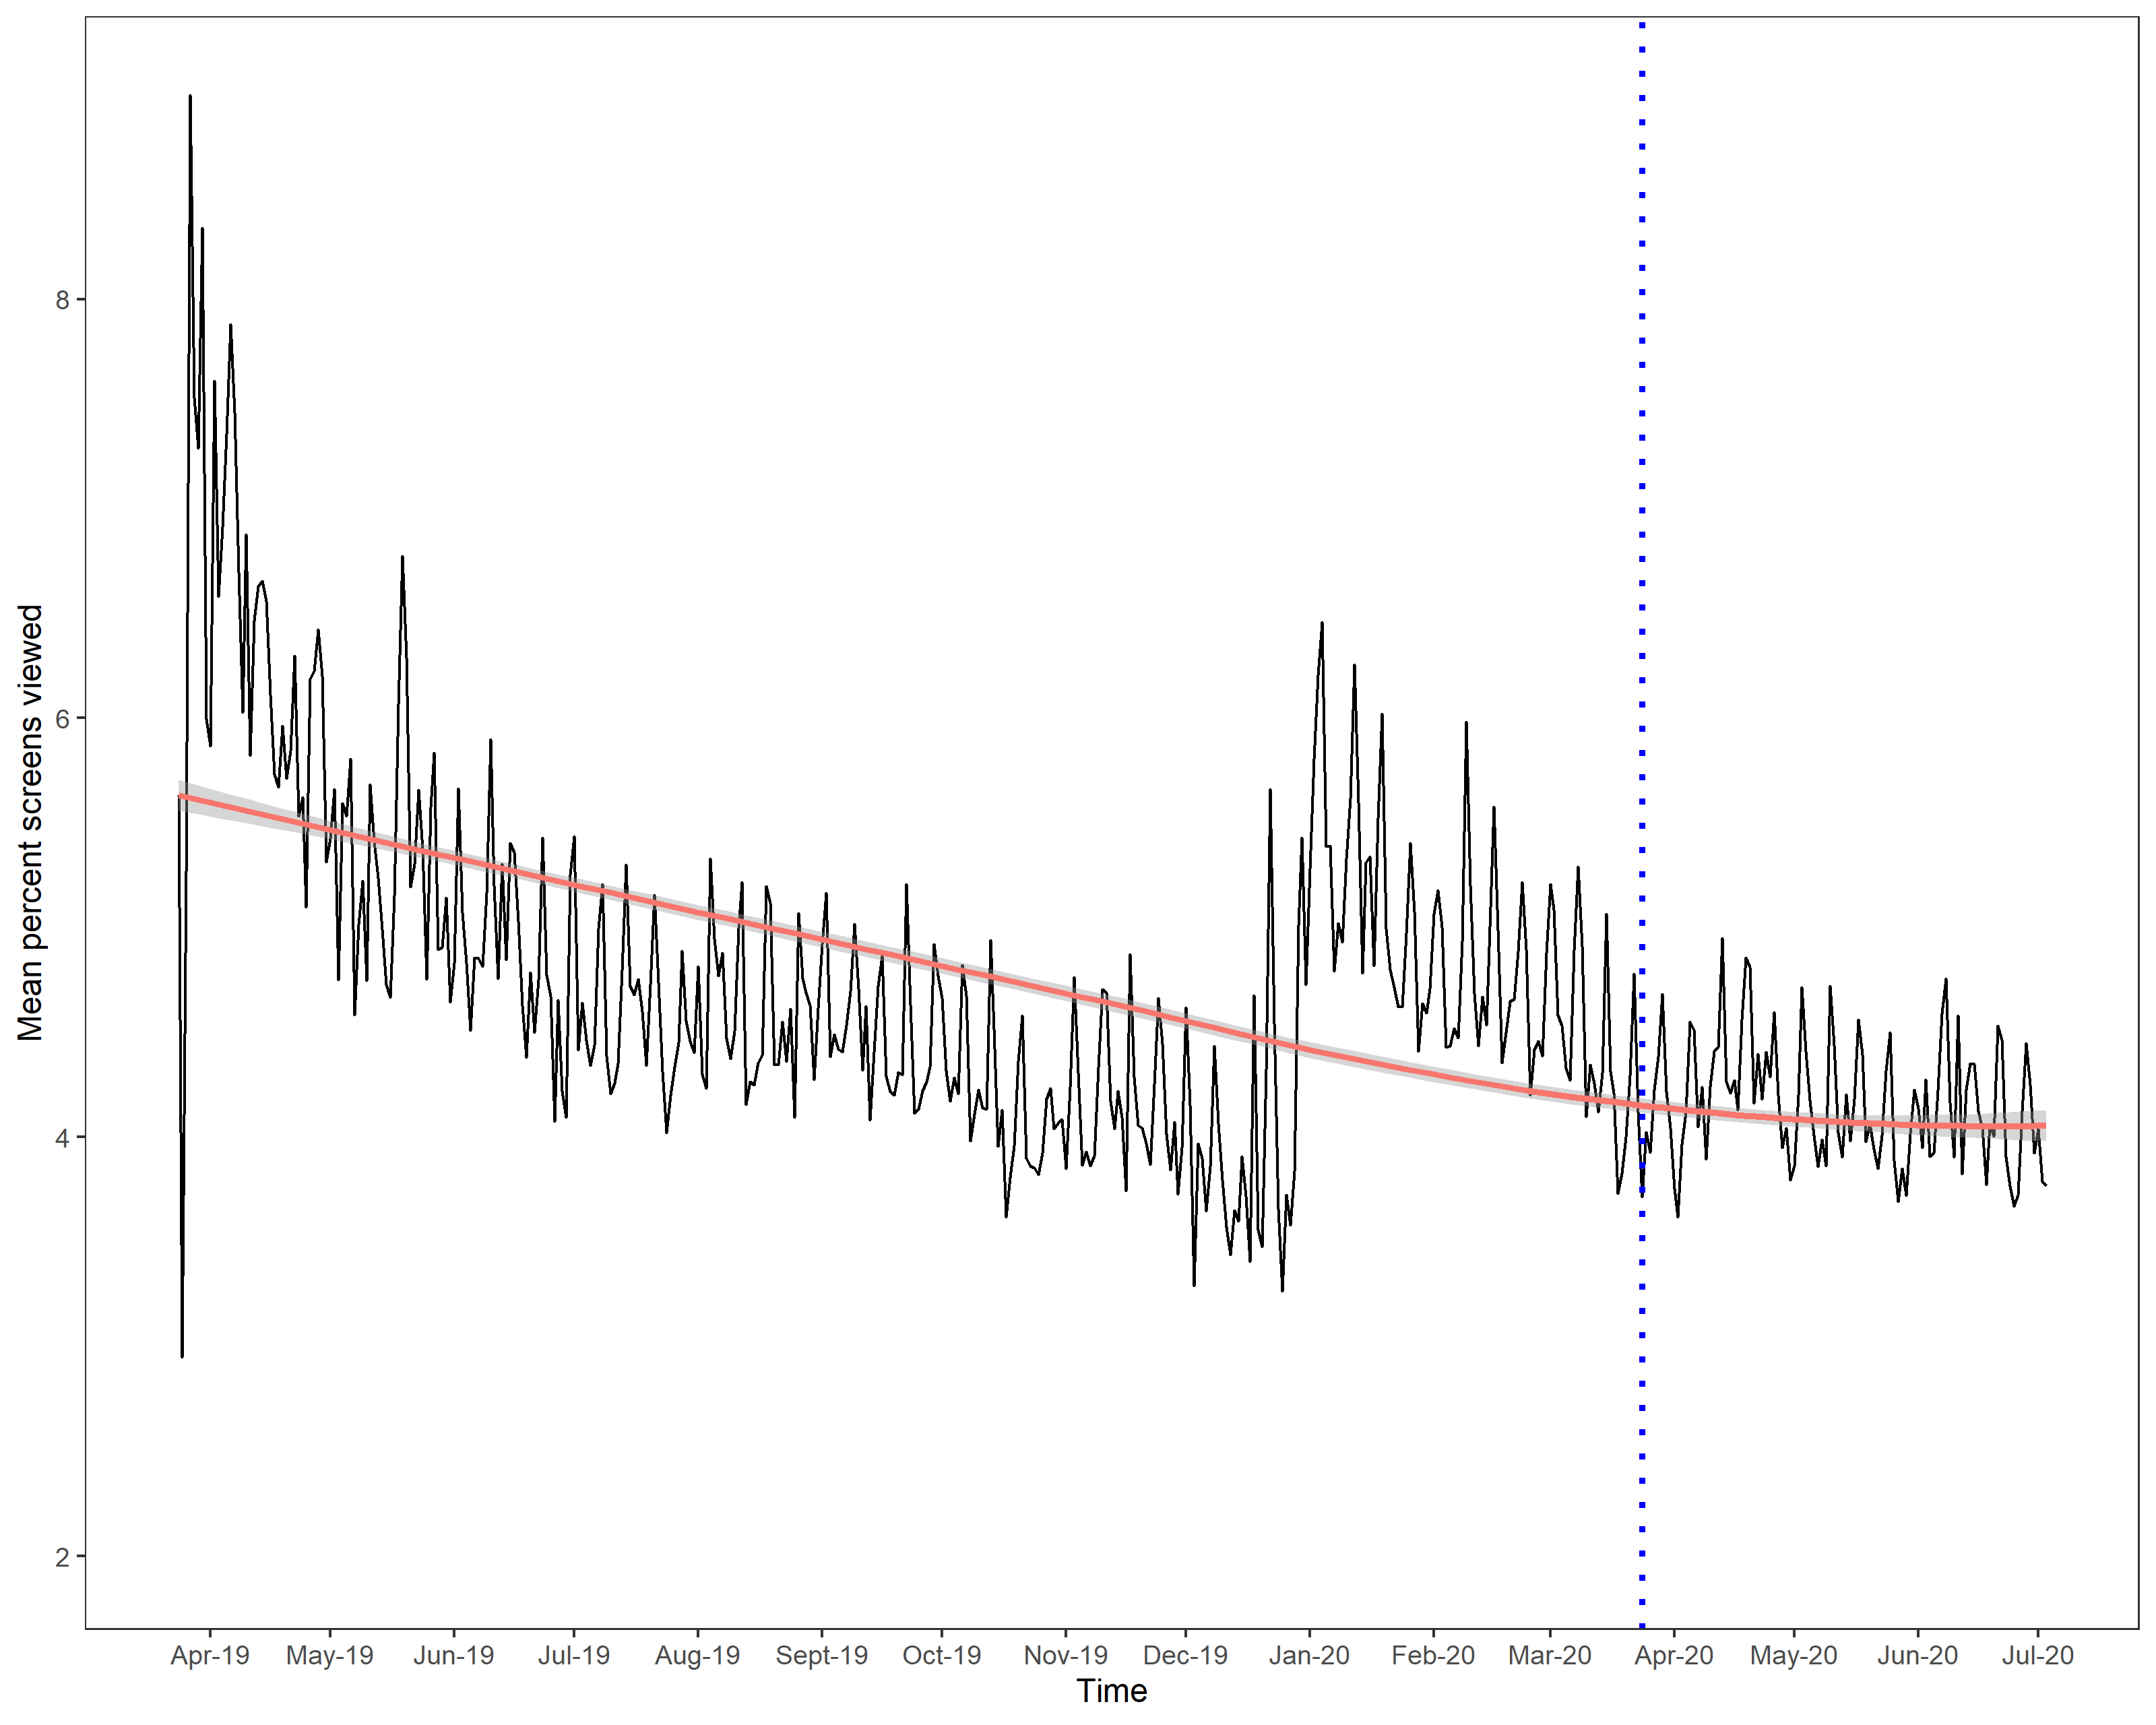 Mean percent screens viewed
8
6
4
2
Apr-19 May-19 Jun-19 Jul-19 Aug-19 Sept-19 Oct-19 Nov-19 Dec-19 Jan-20 Feb-20 Mar-20 Apr-20 May-20 Jun-20 Jul-20
Time